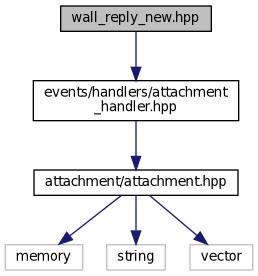 wall_reply_new.hpp
events/handlers/attachment
_handler.hpp
attachment/attachment.hpp
memory
string
vector